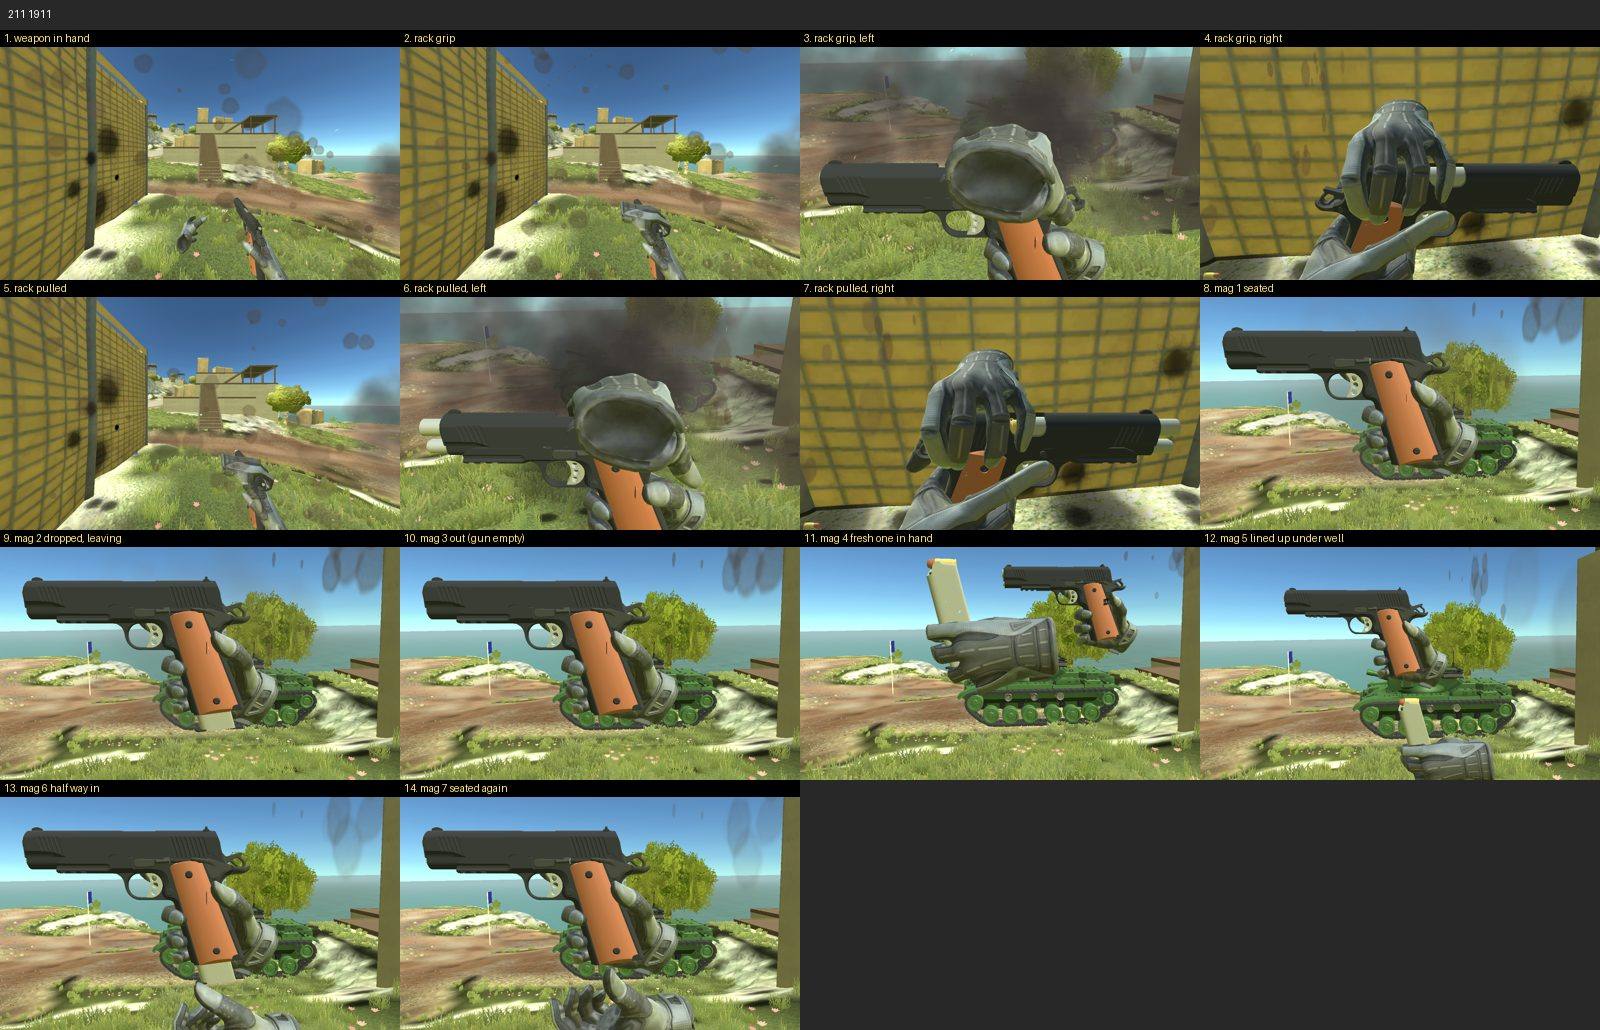 211 1911
1. weapon in hand
2. rack grip
3. rack grip, left
4. rack grip, right
5. rack pulled
6. rack pulled, left
7. rack pulled, right
8. mag 1 seated
9. mag 2 dropped, leaving
10. mag 3 out (gun empty)
11. mag 4 fresh one in hand
12. mag 5 lined up under well
13. mag 6 half way in
14. mag 7 seated again